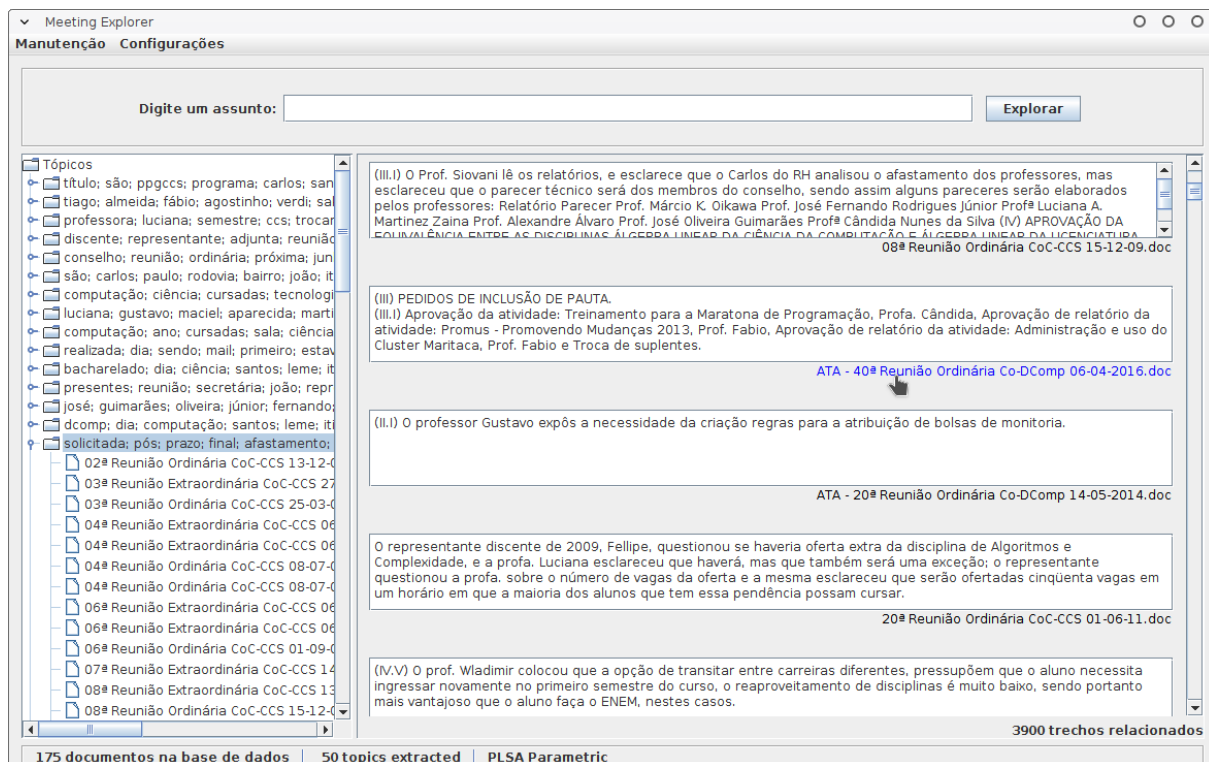 Meeting Explorer
Manutenção Configurações
Digite um assunto:
Explorar
Tópicos
título; são; ppgccs; programa; carlos; san
tiago; almeida; fábio; agostinho; verdi; sal
professora; luciana; semestre; ccs; trocar
discente; representante; adjunta; reunião
conselho; reunião; ordinária; próxima; jun
são; carlos; paulo; rodovia; bairro; joão; it
computação; ciência; cursadas; tecnologi
luciana; gustavo; maciel; aparecida; marti
computação; ano; cursadas; sala; ciência
realizada; dia; sendo; mail; primeiro; estav
bacharelado; dia; ciência; santos; leme; it
presentes; reunião; secretária; joão; repr
josé; guimarães; oliveira; júnior; fernando;
dcomp; dia; computação; santos; leme; iti
solicitada; pós; prazo; final; afastamento;
02ª Reunião Ordinária CoC-CCS 13-12-0
03ª Reunião Extraordinária CoC-CCS 27
03ª Reunião Ordinária CoC-CCS 25-03-0
04ª Reunião Extraordinária CoC-CCS 06
04ª Reunião Extraordinária CoC-CCS 06
04ª Reunião Ordinária CoC-CCS 08-07-0
04ª Reunião Ordinária CoC-CCS 08-07-0
06ª Reunião Extraordinária CoC-CCS 06
06ª Reunião Extraordinária CoC-CCS 06
06ª Reunião Ordinária CoC-CCS 01-09-0
07ª Reunião Extraordinária CoC-CCS 14
08ª Reunião Extraordinária CoC-CCS 13
08ª Reunião Ordinária CoC-CCS 15-12-0
(III.I) O Prof. Siovani lê os relatórios, e esclarece que o Carlos do RH analisou o afastamento dos professores, mas
esclareceu que o parecer técnico será dos membros do conselho, sendo assim alguns pareceres serão elaborados
pelos professores: Relatório Parecer Prof. Márcio K. Oikawa Prof. José Fernando Rodrigues Júnior Profª Luciana A.
Martinez Zaina Prof. Alexandre Álvaro Prof. José Oliveira Guimarães Profª Cândida Nunes da Silva (IV) APROVAÇÃO DA
EQUIVALÊNCIA ENTRE AS DISCIPLINAS ÁLGEBRA LINEAR DA CIÊNCIA DA COMPUTAÇÃO E ÁLGEBRA LINEAR DA LICENCIATURA
08ª Reunião Ordinária CoC-CCS 15-12-09.doc
(III) PEDIDOS DE INCLUSÃO DE PAUTA.
(III.I) Aprovação da atividade: Treinamento para a Maratona de Programação, Profa. Cândida, Aprovação de relatório da
atividade: Promus - Promovendo Mudanças 2013, Prof. Fabio, Aprovação de relatório da atividade: Administração e uso do
Cluster Maritaca, Prof. Fabio e Troca de suplentes.
ATA - 40ª Reunião Ordinária Co-DComp 06-04-2016.doc
(II.I) O professor Gustavo expôs a necessidade da criação regras para a atribuição de bolsas de monitoria.
ATA - 20ª Reunião Ordinária Co-DComp 14-05-2014.doc
O representante discente de 2009, Fellipe, questionou se haveria oferta extra da disciplina de Algoritmos e
Complexidade, e a profa. Luciana esclareceu que haverá, mas que também será uma exceção; o representante
questionou a profa. sobre o número de vagas da oferta e a mesma esclareceu que serão ofertadas cinqüenta vagas em
um horário em que a maioria dos alunos que tem essa pendência possam cursar.
20ª Reunião Ordinária CoC-CCS 01-06-11.doc
(IV.V) O prof. Wladimir colocou que a opção de transitar entre carreiras diferentes, pressupõem que o aluno necessita
ingressar novamente no primeiro semestre do curso, o reaproveitamento de disciplinas é muito baixo, sendo portanto
mais vantajoso que o aluno faça o ENEM, nestes casos.
3900 trechos relacionados
175 documentos na base de dados 50 topics extracted PLSA Parametric